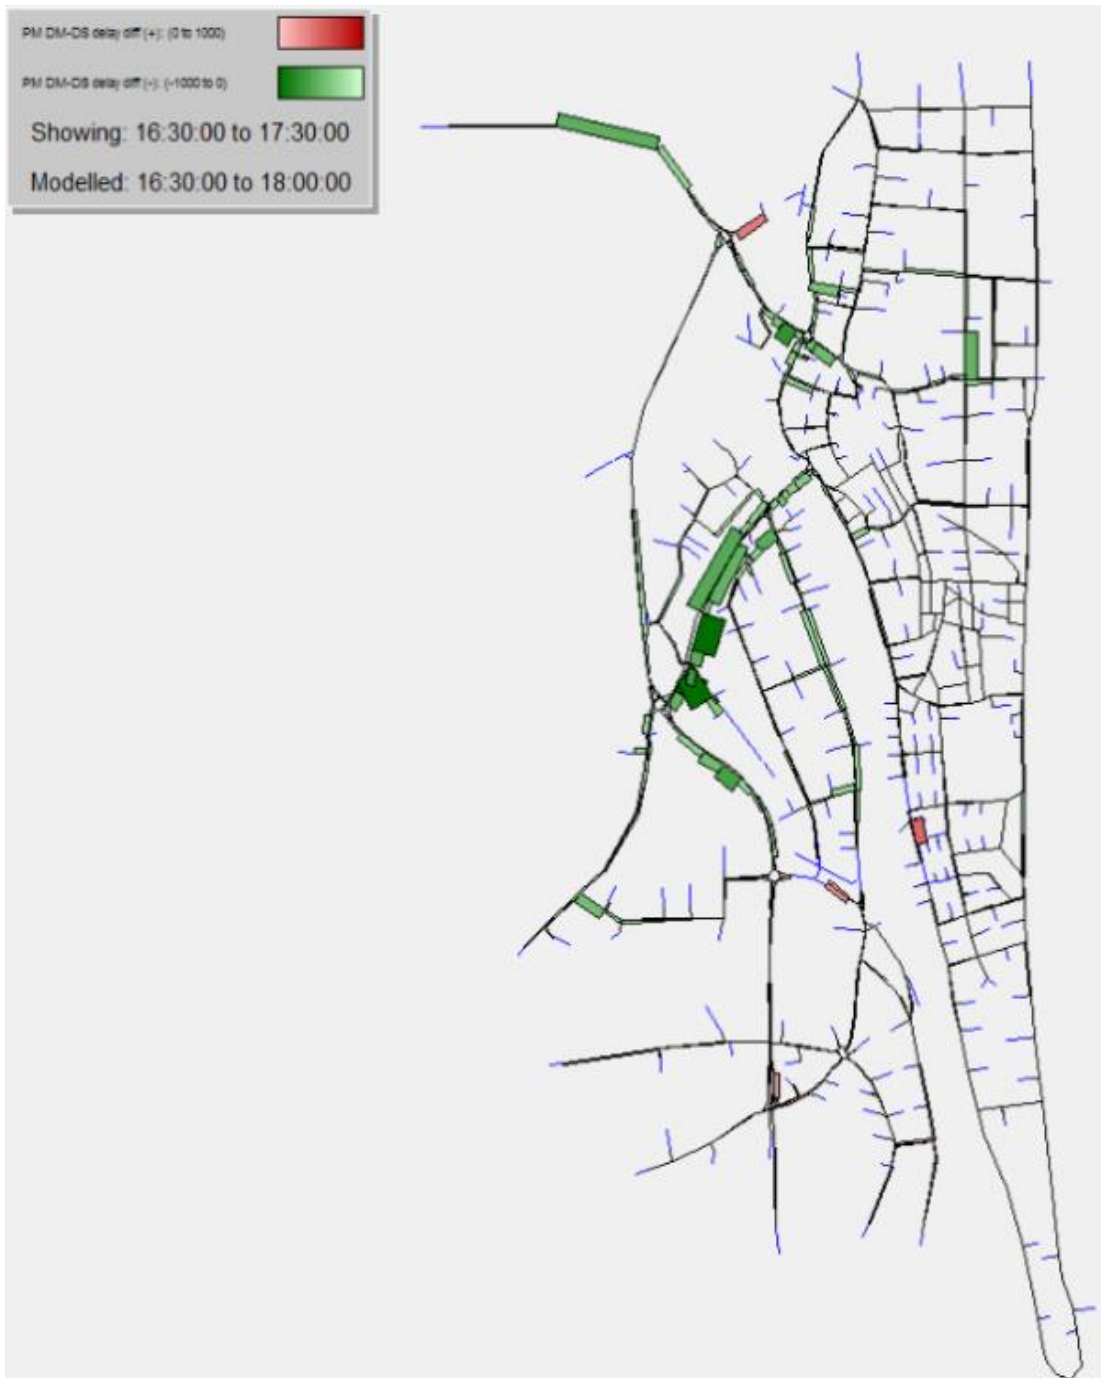 PM DM-DS delay diff (+): (0 to 1000)
PM DM-DS delay diff (-): (-1000 to 0)
Showing: 16:30:00 to 17:30:00
Modelled: 16:30:00 to 18:00:00